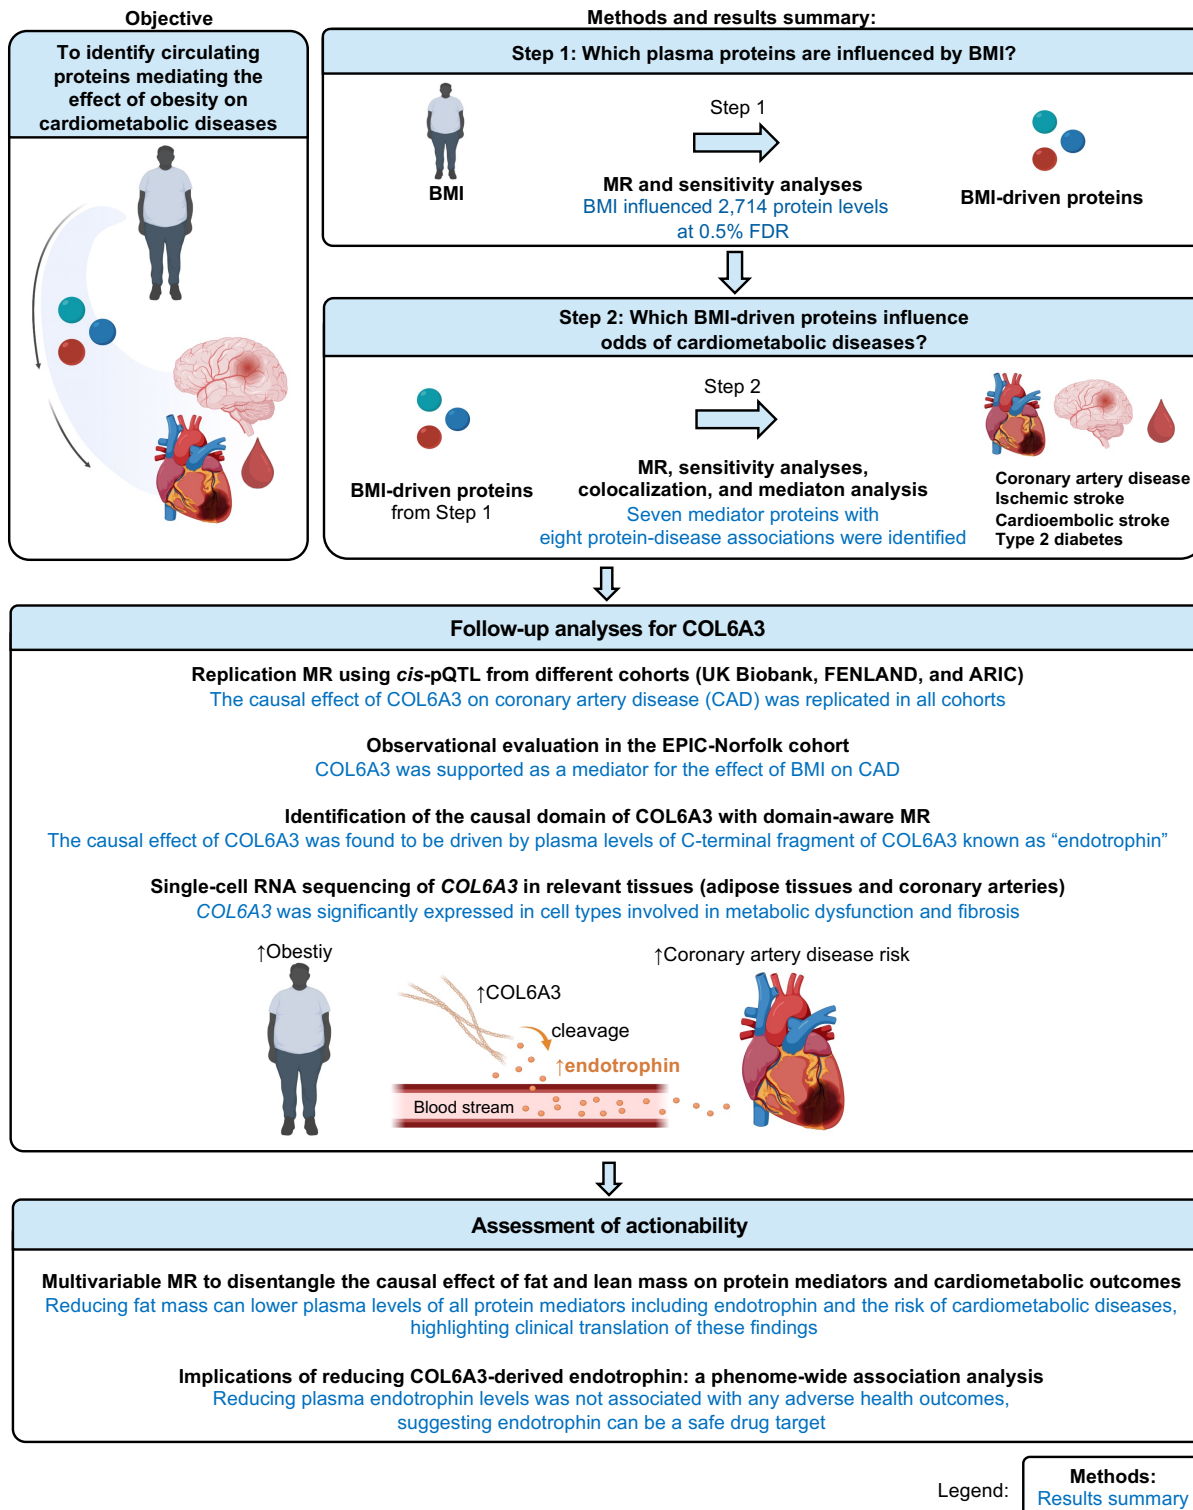 Objective
To identify circulating
proteins mediating the
effect of obesity on
cardiometabolic diseases
Methods and results summary:
Step 1: Which plasma proteins are influenced by BMI?
BMI
Step 1
MR and sensitivity analyses
BMI influenced 2,714 protein levels
at 0.5% FDR
BMI-driven proteins
Step 2: Which BMI-driven proteins influence
odds of cardiometabolic diseases?
BMI-driven proteins
from Step 1
Step 2
MR, sensitivity analyses,
colocalization, and mediaton analysis
Seven mediator proteins with
eight protein-disease associations were identified
Coronary artery disease
Ischemic stroke
Cardioembolic stroke
Type 2 diabetes
Follow-up analyses for COL6A3
Replication MR using cis-pQTL from different cohorts (UK Biobank, FENLAND, and ARIC)
The causal effect of COL6A3 on coronary artery disease (CAD) was replicated in all cohorts
Observational evaluation in the EPIC-Norfolk cohort
COL6A3 was supported as a mediator for the effect of BMI on CAD
Identification of the causal domain of COL6A3 with domain-aware MR
The causal effect of COL6A3 was found to be driven by plasma levels of C-terminal fragment of COL6A3 known as “endotrophin”
Single-cell RNA sequencing of COL6A3 in relevant tissues (adipose tissues and coronary arteries)
COL6A3 was significantly expressed in cell types involved in metabolic dysfunction and fibrosis
↑Obestiy
↑COL6A3
cleavage
↑endotrophin
Blood stream
↑Coronary artery disease risk
Assessment of actionability
Multivariable MR to disentangle the causal effect of fat and lean mass on protein mediators and cardiometabolic outcomes
Reducing fat mass can lower plasma levels of all protein mediators including endotrophin and the risk of cardiometabolic diseases,
highlighting clinical translation of these findings
Implications of reducing COL6A3-derived endotrophin: a phenome-wide association analysis
Reducing plasma endotrophin levels was not associated with any adverse health outcomes,
suggesting endotrophin can be a safe drug target
Legend:
Methods:
Results summary